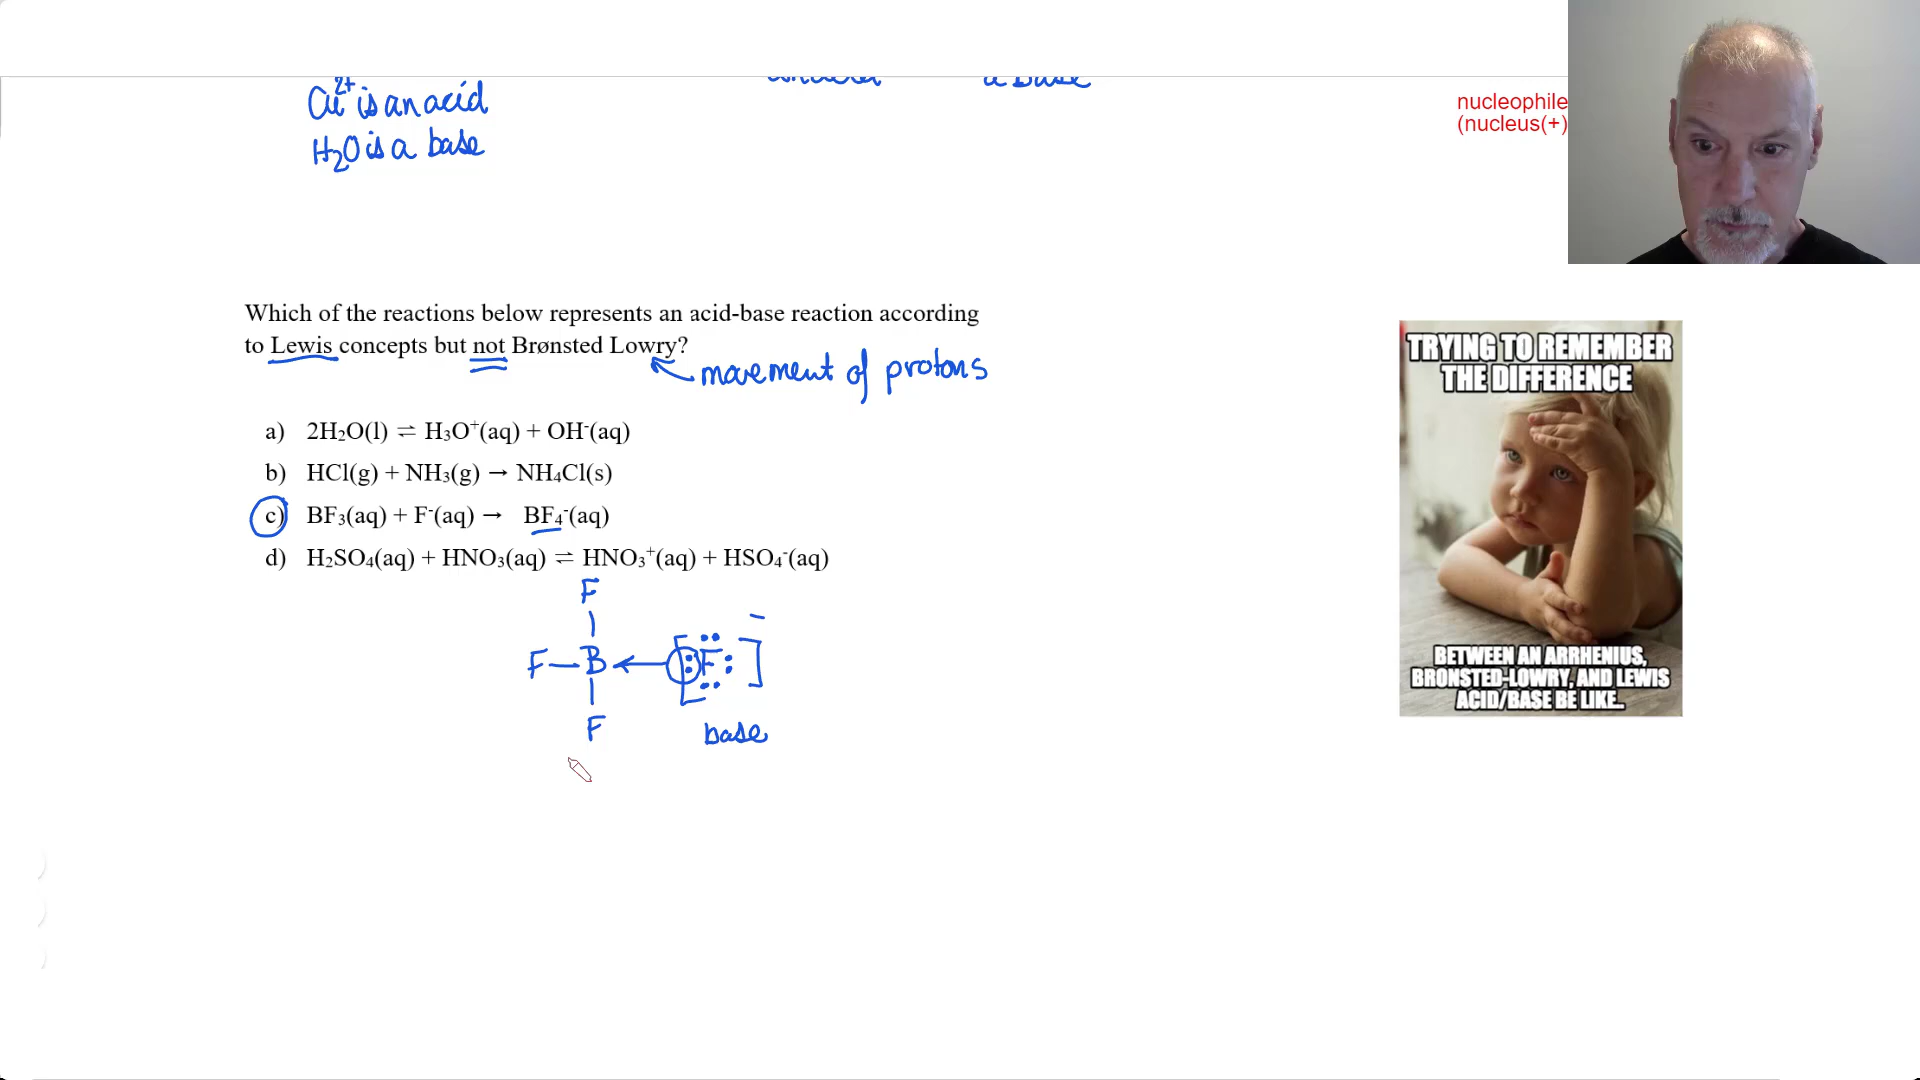 a Base
Cu²⁺ is an acid
H₂O is a base
nucleophile
(nucleus(+)
Which of the reactions below represents an acid-base reaction according
to Lewis concepts but not Brønsted Lowry?
movement of protons
a) 2H₂O(l) ⇌ H₃O⁺(aq) + OH⁻(aq)
b) HCl(g) + NH₃(g) → NH₄Cl(s)
c) BF₃(aq) + F⁻(aq) → BF₄⁻(aq)
d) H₂SO₄(aq) + HNO₃(aq) ⇌ HNO₃⁺(aq) + HSO₄⁻(aq)
F
F—B ← [:F:]⁻
F
base
TRYING TO REMEMBER
THE DIFFERENCE
BETWEEN AN ARRHENIUS,
BRONSTED-LOWRY, AND LEWIS
ACID/BASE BE LIKE..